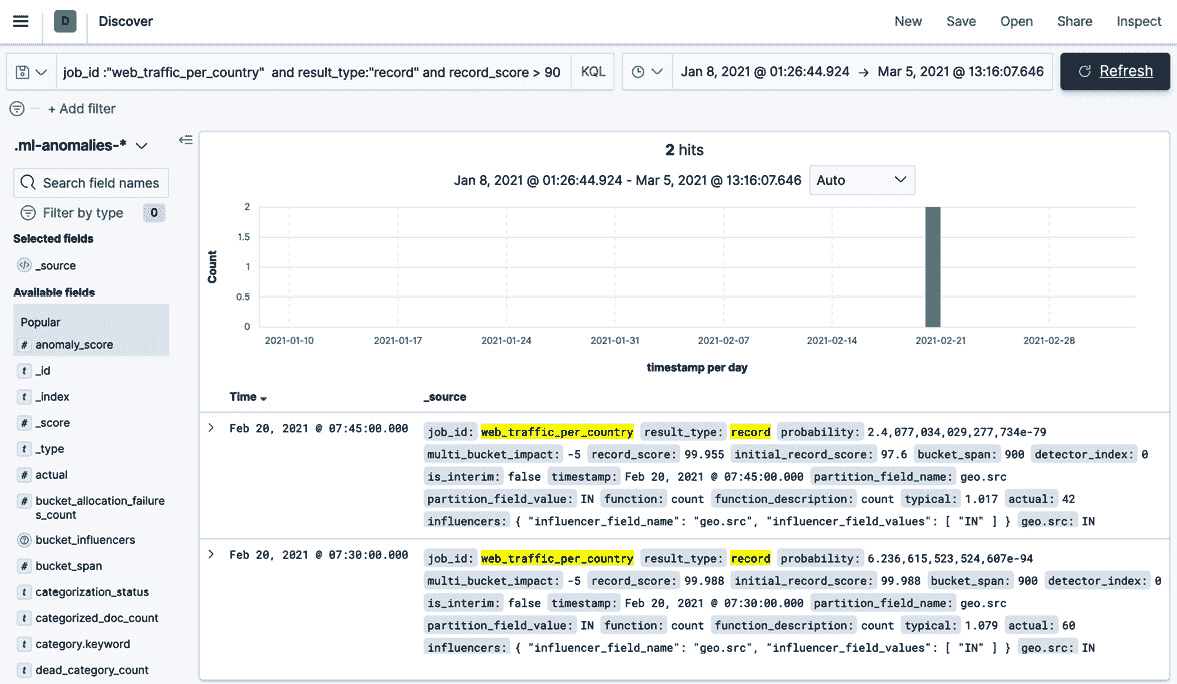 D Discover New Save Open Share Inspect
job_id :"web_traffic_per_country" and result_type:"record" and record_score > 90 KQL Jan 8, 2021 @ 01:26:44.924 → Mar 5, 2021 @ 13:16:07.646 Refresh
+ Add filter
.ml-anomalies-*
Search field names
Filter by type 0
Selected fields
_source
Available fields
Popular
# anomaly_score
t _id
t _index
# _score
t _type
# actual
# bucket_allocation_failure
s_count
bucket_influencers
# bucket_span
t categorization_status
t categorized_doc_count
t category.keyword
t dead_category_count
2 hits
Jan 8, 2021 @ 01:26:44.924 - Mar 5, 2021 @ 13:16:07.646 Auto
Count
2
1.5
1
0.5
0
2021-01-10 2021-01-17 2021-01-24 2021-01-31 2021-02-07 2021-02-14 2021-02-21 2021-02-28
timestamp per day
Time _source
Feb 20, 2021 @ 07:45:00.000 job_id: web_traffic_per_country result_type: record probability: 2.4,077,034,029,277,734e-79
multi_bucket_impact: -5 record_score: 99.955 initial_record_score: 97.6 bucket_span: 900 detector_index: 0
is_interim: false timestamp: Feb 20, 2021 @ 07:45:00.000 partition_field_name: geo.src
partition_field_value: IN function: count function_description: count typical: 1.017 actual: 42
influencers: { "influencer_field_name": "geo.src", "influencer_field_values": [ "IN" ] } geo.src: IN
Feb 20, 2021 @ 07:30:00.000 job_id: web_traffic_per_country result_type: record probability: 6.236,615,523,524,607e-94
multi_bucket_impact: -5 record_score: 99.988 initial_record_score: 99.988 bucket_span: 900 detector_index: 0
is_interim: false timestamp: Feb 20, 2021 @ 07:30:00.000 partition_field_name: geo.src
partition_field_value: IN function: count function_description: count typical: 1.079 actual: 60
influencers: { "influencer_field_name": "geo.src", "influencer_field_values": [ "IN" ] } geo.src: IN